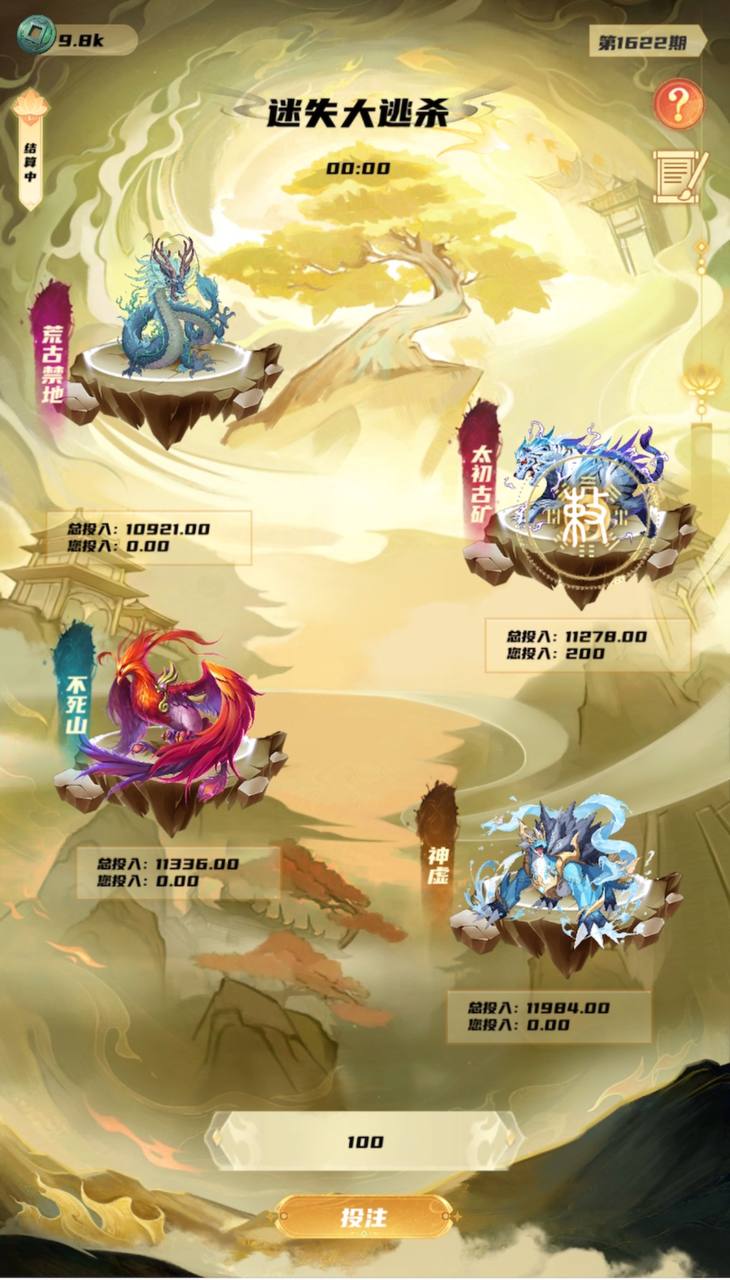 9.8k
第1622期
迷失大逃杀
00:00
结算中
荒古禁地
太初古矿
敕
总投入：10921.00
您投入：0.00
总投入：11278.00
您投入：200
不死山
总投入：11336.00
您投入：0.00
神虚
总投入：11984.00
您投入：0.00
100
投注